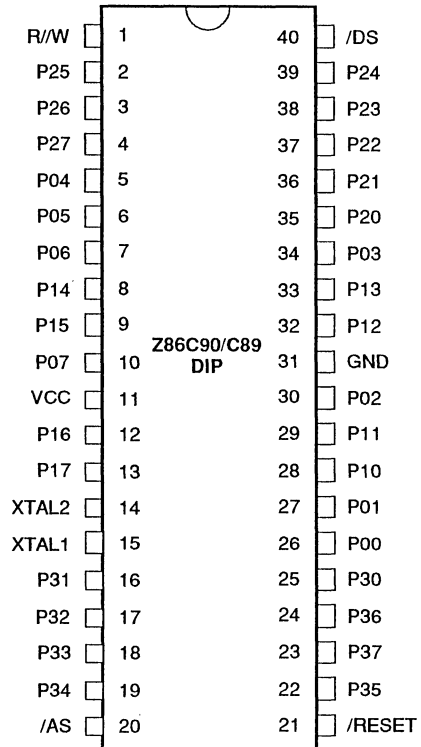 R//W 1 40 /DS
P25 2 39 P24
P26 3 38 P23
P27 4 37 P22
P04 5 36 P21
P05 6 35 P20
P06 7 34 P03
P14 8 33 P13
P15 9 32 P12
Z86C90/C89
P07 10 DIP 31 GND
VCC 11 30 P02
P16 12 29 P11
P17 13 28 P10
XTAL2 14 27 P01
XTAL1 15 26 P00
P31 16 25 P30
P32 17 24 P36
P33 18 23 P37
P34 19 22 P35
/AS 20 21 /RESET